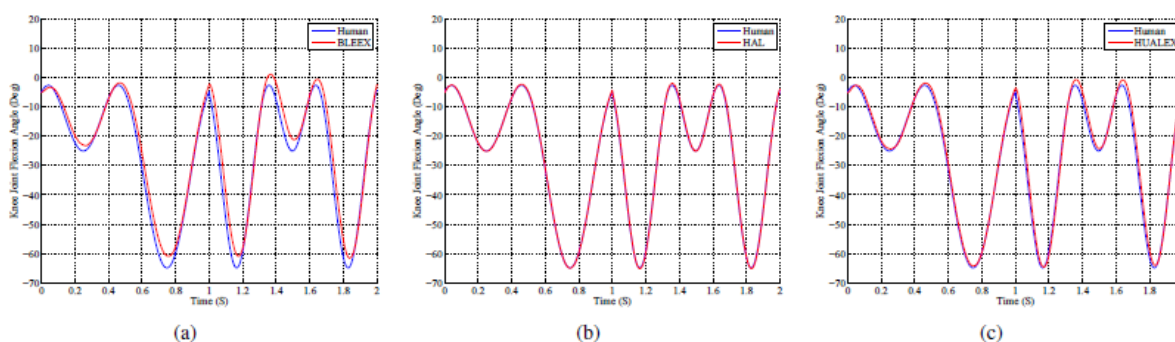 20
10
0
−10
−20
−30
−40
−50
−60
−70
Knee Joint Flexion Angle (Deg)
Human
BLEEX
0 0.2 0.4 0.6 0.8 1.0 1.2 1.4 1.6 1.8 2
Time (S)
(a)
20
10
0
−10
−20
−30
−40
−50
−60
−70
Knee Joint Flexion Angle (Deg)
Human
HAL
0 0.2 0.4 0.6 0.8 1 1.2 1.4 1.6 1.8 2
Time (S)
(b)
20
10
0
−10
−20
−30
−40
−50
−60
−70
Knee Joint Flexion Angle (Deg)
Human
HUALEX
0 0.2 0.4 0.6 0.8 1 1.2 1.4 1.6 1.8 2
Time (S)
(c)